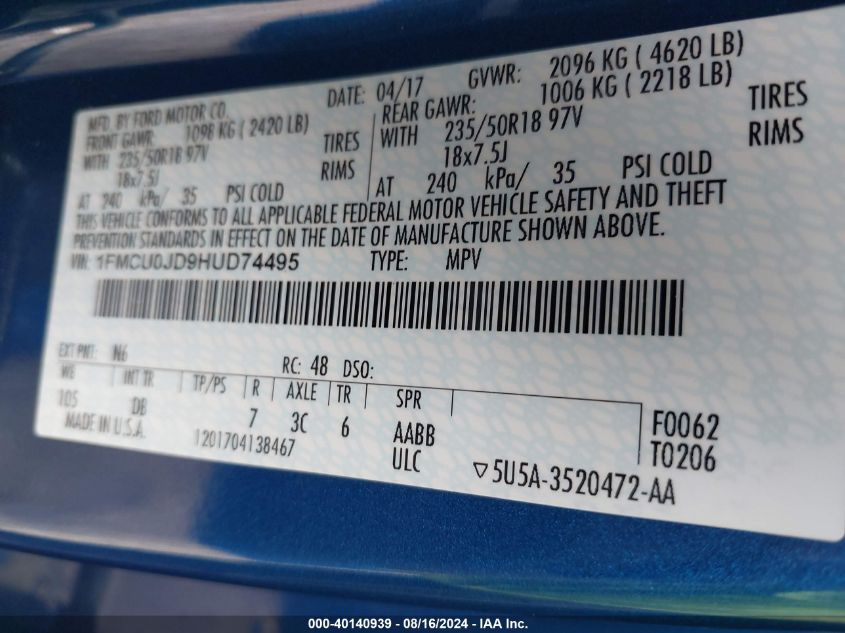 MFD. BY FORD MOTOR CO.
DATE: 04/17 GVWR: 2096 KG ( 4620 LB)
FRONT GAWR: 1098 KG ( 2420 LB)
WITH 235/50R18 97V TIRES
18x7.5J RIMS
AT 240 kPa/ 35 PSI COLD
REAR GAWR: 1006 KG ( 2218 LB)
WITH 235/50R18 97V TIRES
18x7.5J RIMS
AT 240 kPa/ 35 PSI COLD
THIS VEHICLE CONFORMS TO ALL APPLICABLE FEDERAL MOTOR VEHICLE SAFETY AND THEFT
PREVENTION STANDARDS IN EFFECT ON THE DATE OF MANUFACTURE SHOWN ABOVE.
VIN: 1FMCU0JD9HUD74495 TYPE: MPV
EXT PNT: N6 RC: 48 DSO:
WB INT TR TP/PS R AXLE TR SPR
105 DB 7 3C 6 AABB
MADE IN U.S.A. 1201704138467 ULC
F0062
T0206
▽5U5A-3520472-AA
000-40140939 - 08/16/2024 - IAA Inc.